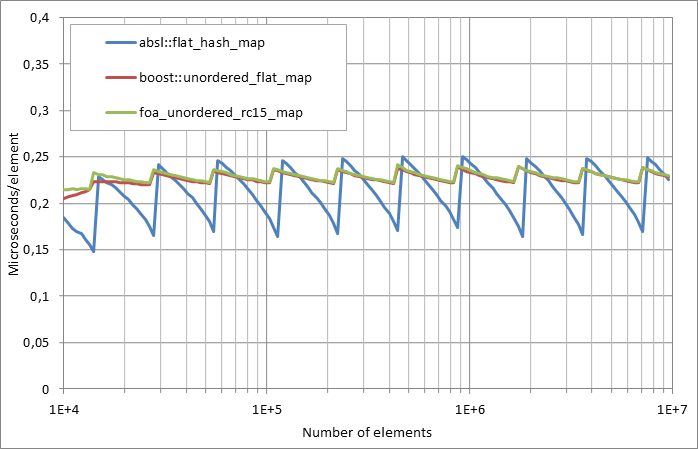 0,4
0,35
0,3
0,25
0,2
0,15
0,1
0,05
0
Microseconds/element
absl::flat_hash_map
boost::unordered_flat_map
foa_unordered_rc15_map
1E+4 1E+5 1E+6 1E+7
Number of elements